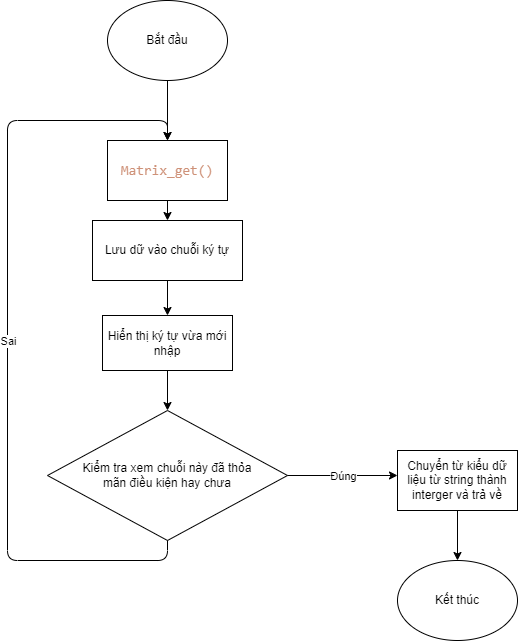 Bắt đầu
Matrix_get()
Lưu dữ vào chuỗi ký tự
Hiển thị ký tự vừa mới
nhập
Sai
Kiểm tra xem chuỗi này đã thỏa
mãn điều kiện hay chưa
Đúng
Chuyển từ kiểu dữ
liệu từ string thành
interger và trả về
Kết thúc